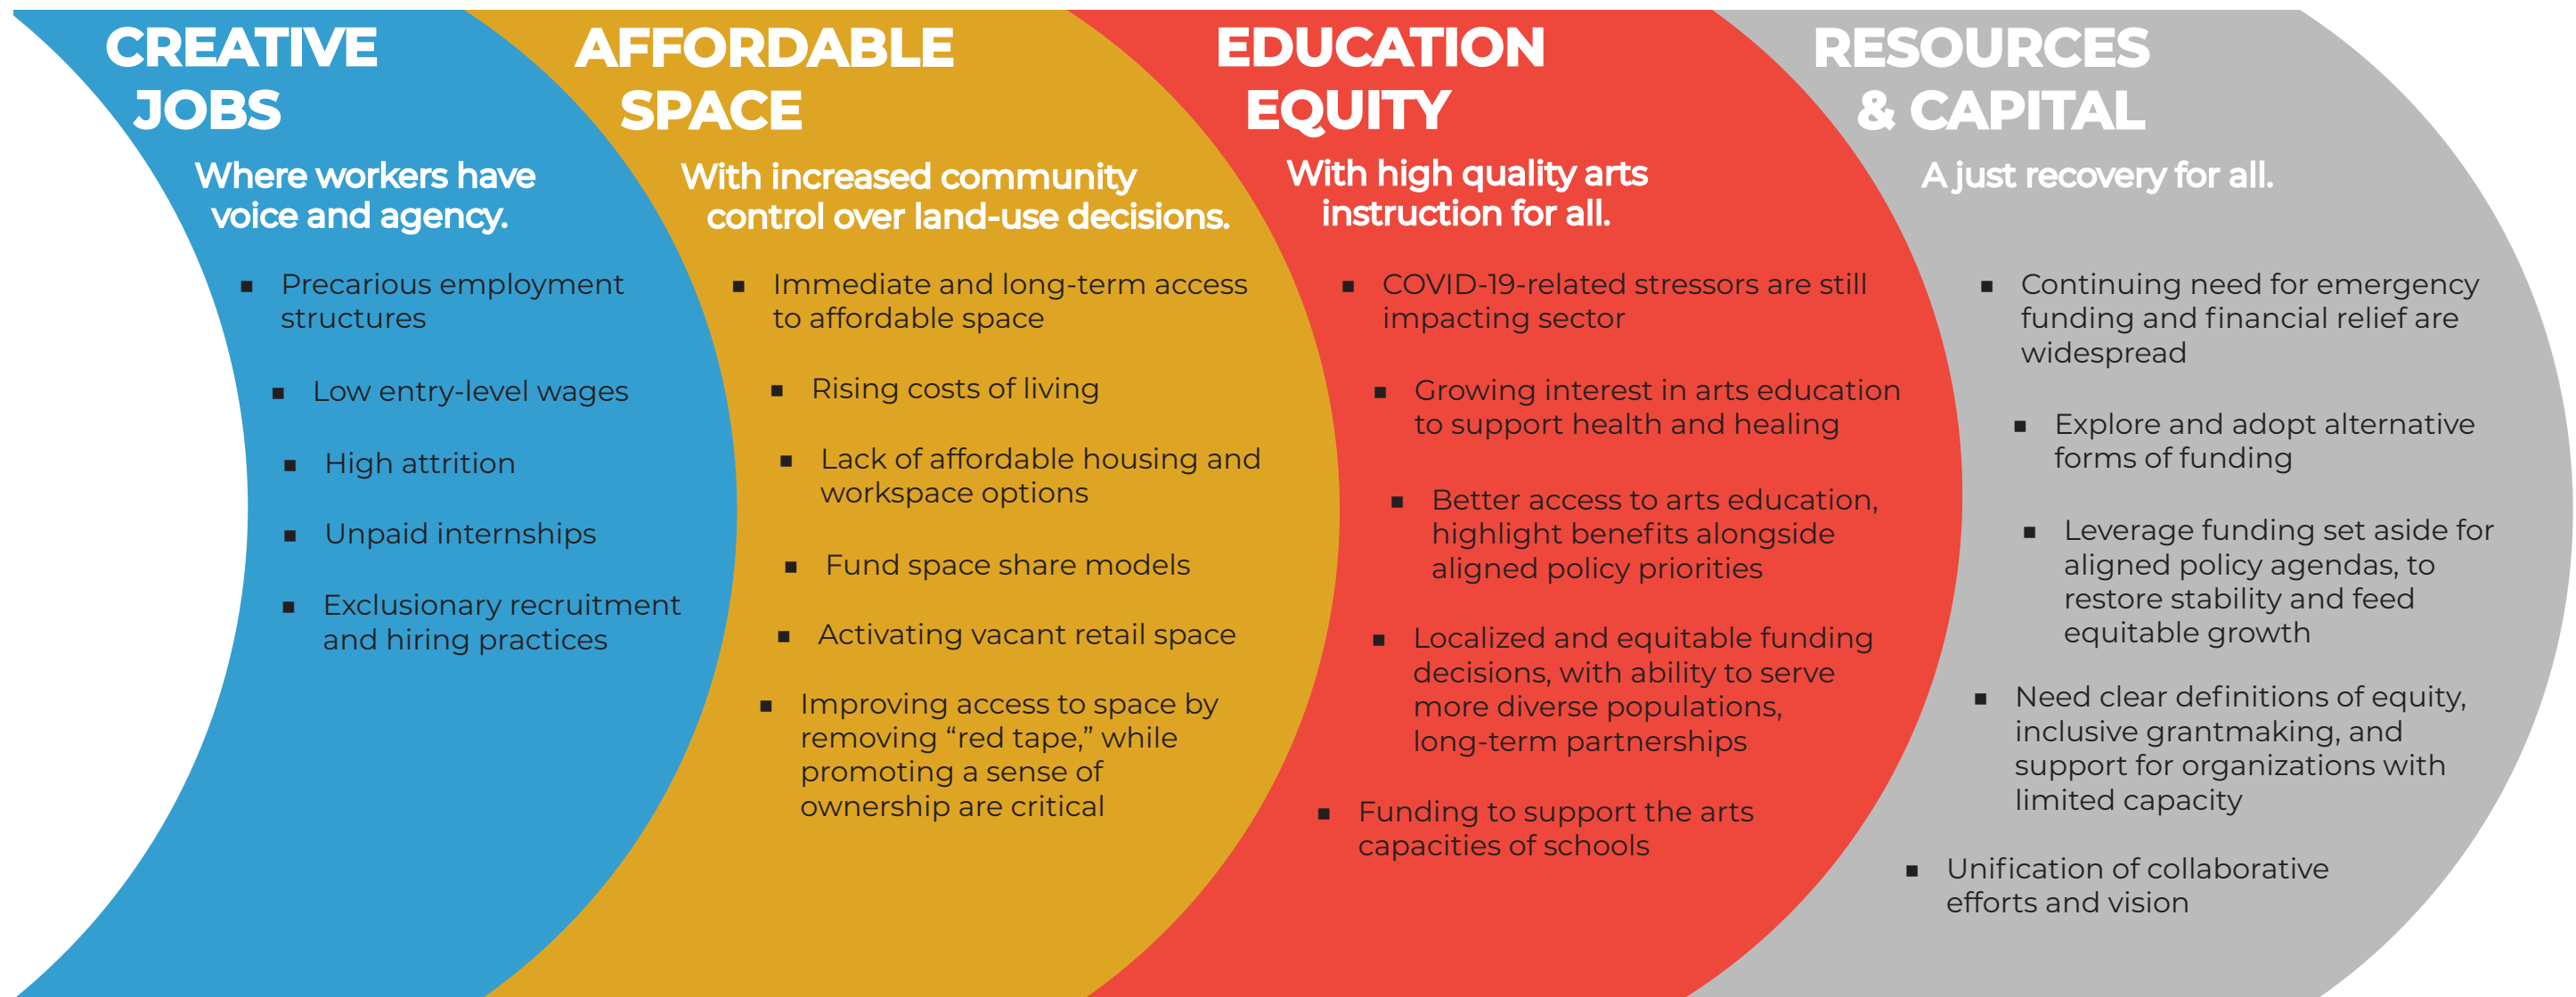 CREATIVE
JOBS
Where workers have
voice and agency.
▪ Precarious employment
structures
▪ Low entry-level wages
▪ High attrition
▪ Unpaid internships
▪ Exclusionary recruitment
and hiring practices
AFFORDABLE
SPACE
With increased community
control over land-use decisions.
▪ Immediate and long-term access
to affordable space
▪ Rising costs of living
▪ Lack of affordable housing and
workspace options
▪ Fund space share models
▪ Activating vacant retail space
▪ Improving access to space by
removing “red tape,” while
promoting a sense of
ownership are critical
EDUCATION
EQUITY
With high quality arts
instruction for all.
▪ COVID-19-related stressors are still
impacting sector
▪ Growing interest in arts education
to support health and healing
▪ Better access to arts education,
highlight benefits alongside
aligned policy priorities
▪ Localized and equitable funding
decisions, with ability to serve
more diverse populations,
long-term partnerships
▪ Funding to support the arts
capacities of schools
RESOURCES
& CAPITAL
A just recovery for all.
▪ Continuing need for emergency
funding and financial relief are
widespread
▪ Explore and adopt alternative
forms of funding
▪ Leverage funding set aside for
aligned policy agendas, to
restore stability and feed
equitable growth
▪ Need clear definitions of equity,
inclusive grantmaking, and
support for organizations with
limited capacity
▪ Unification of collaborative
efforts and vision